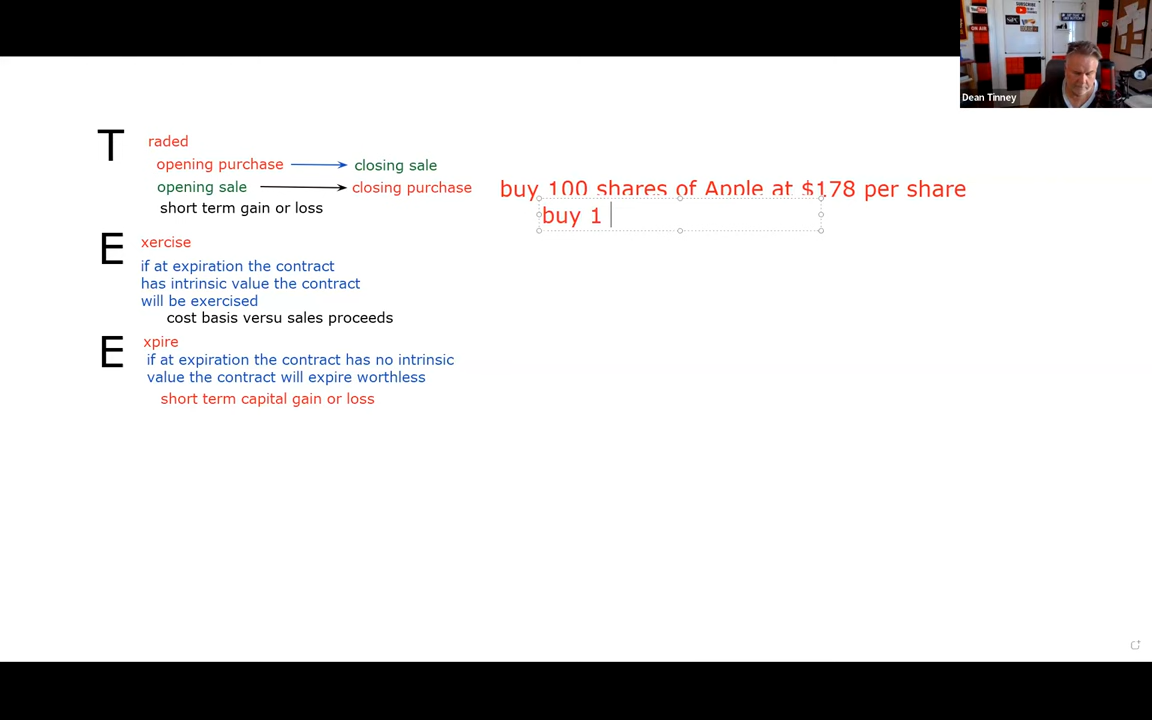 T raded
opening purchase closing sale
opening sale closing purchase
short term gain or loss
buy 100 shares of Apple at $178 per share
buy 1
E xercise
if at expiration the contract
has intrinsic value the contract
will be exercised
cost basis versu sales proceeds
E xpire
if at expiration the contract has no intrinsic
value the contract will expire worthless
short term capital gain or loss
Dean Tinney
SUBSCRIBE
ON AIR